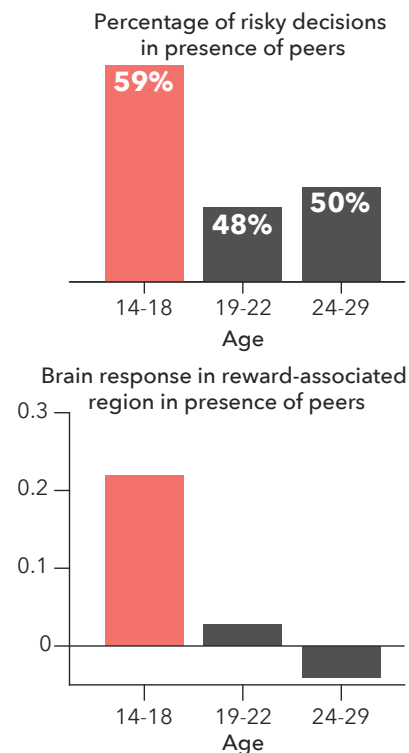 Percentage of risky decisions
in presence of peers
59%
48%
50%
14-18 19-22 24-29
Age
Brain response in reward-associated
region in presence of peers
0.3
0.2
0.1
0
14-18 19-22 24-29
Age